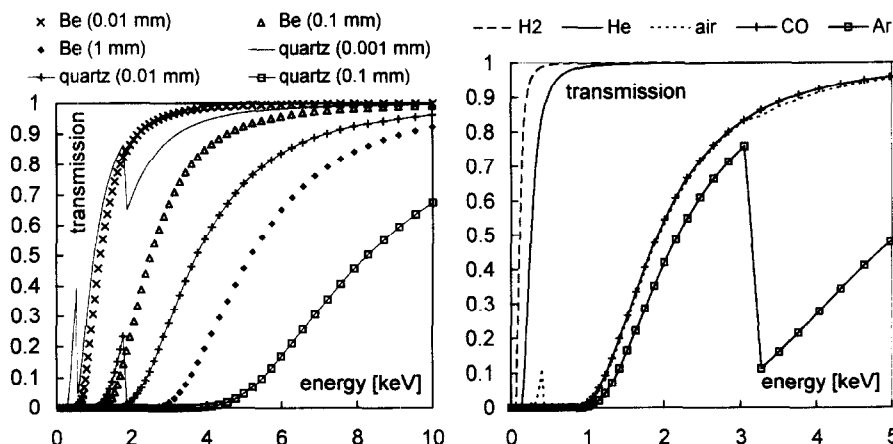 Be (0.01 mm) Be (0.1 mm)
Be (1 mm) quartz (0.001 mm)
quartz (0.01 mm) quartz (0.1 mm)
1
0.9
0.8
0.7
0.6
0.5
0.4
0.3
0.2
0.1
0
transmission
energy [keV]
0 2 4 6 8 10
H2 He air CO Ar
1
0.9
0.8
0.7
0.6
0.5
0.4
0.3
0.2
0.1
0
transmission
energy [keV]
0 1 2 3 4 5